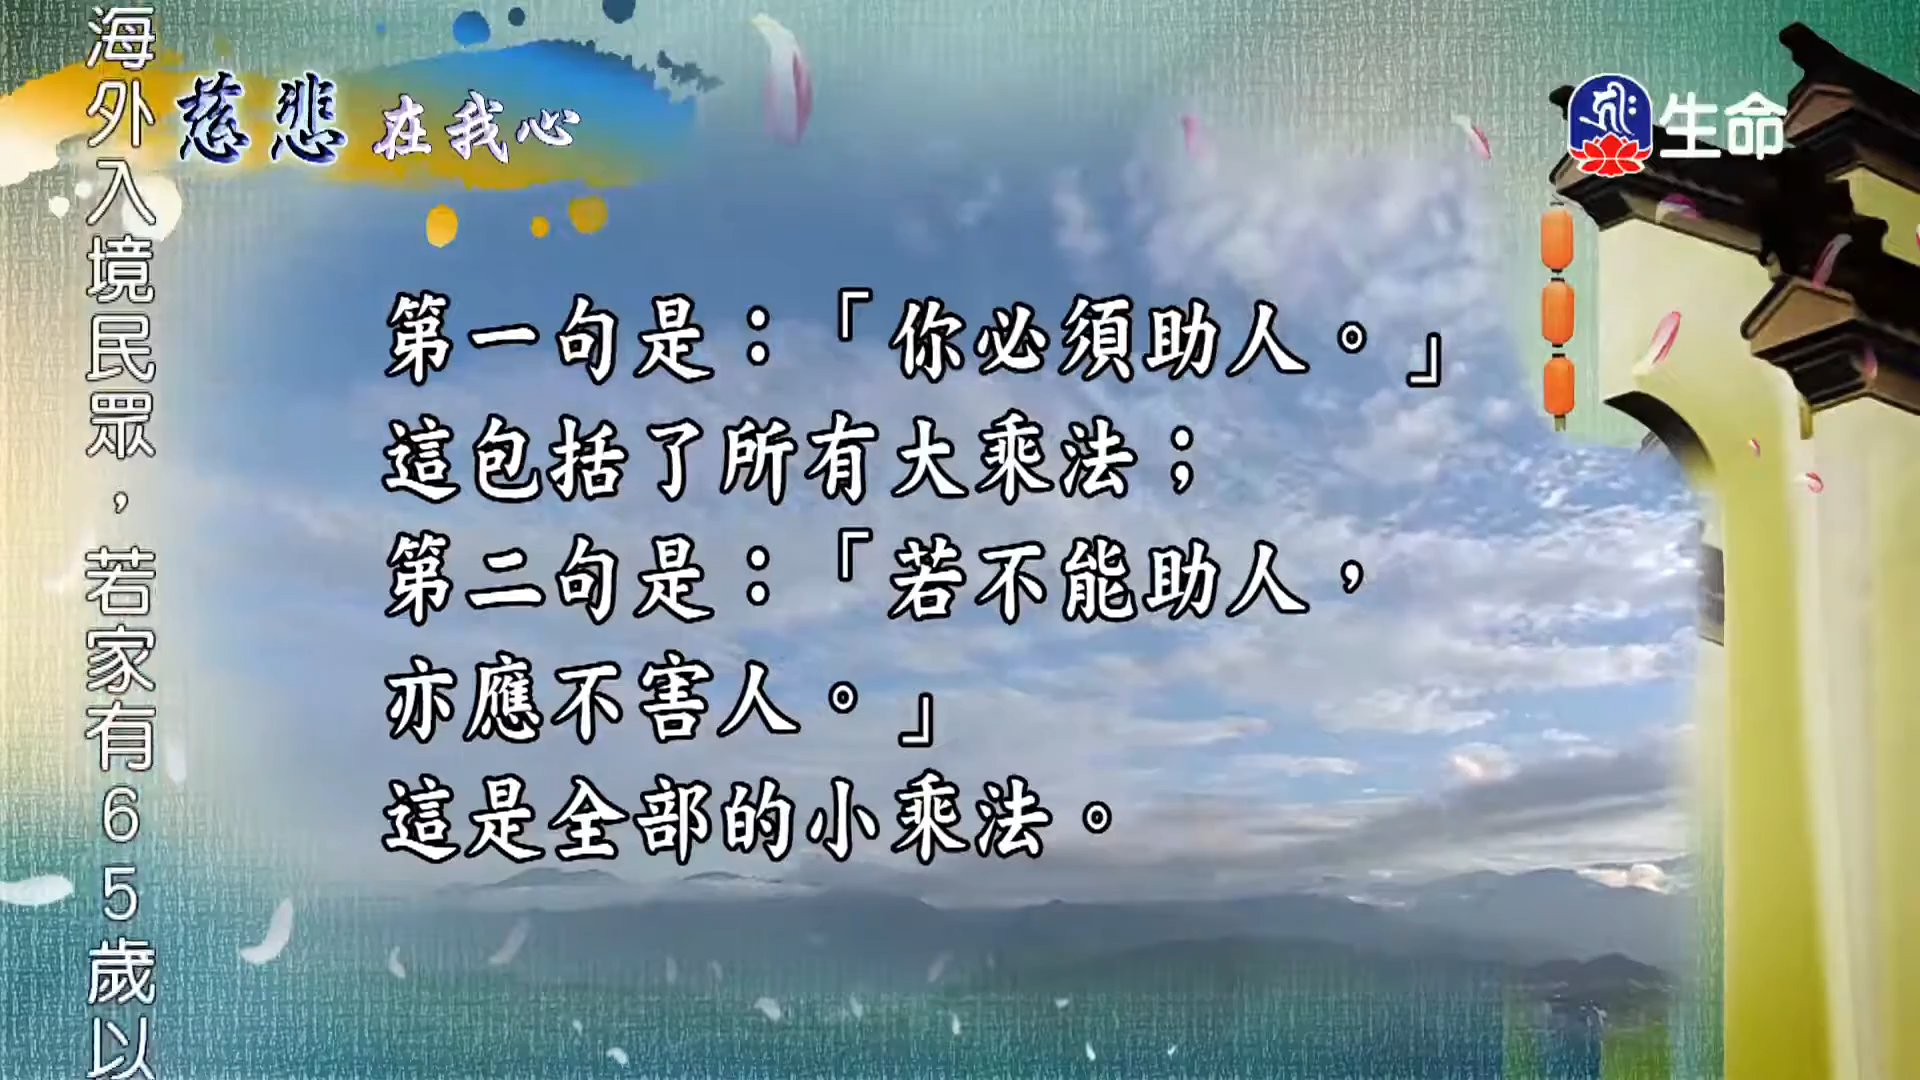 慈悲在我心
生命
第一句是：「你必須助人。」
這包括了所有大乘法；
第二句是：「若不能助人，
亦應不害人。」
這是全部的小乘法。
海外入境民眾，若家有65歲以